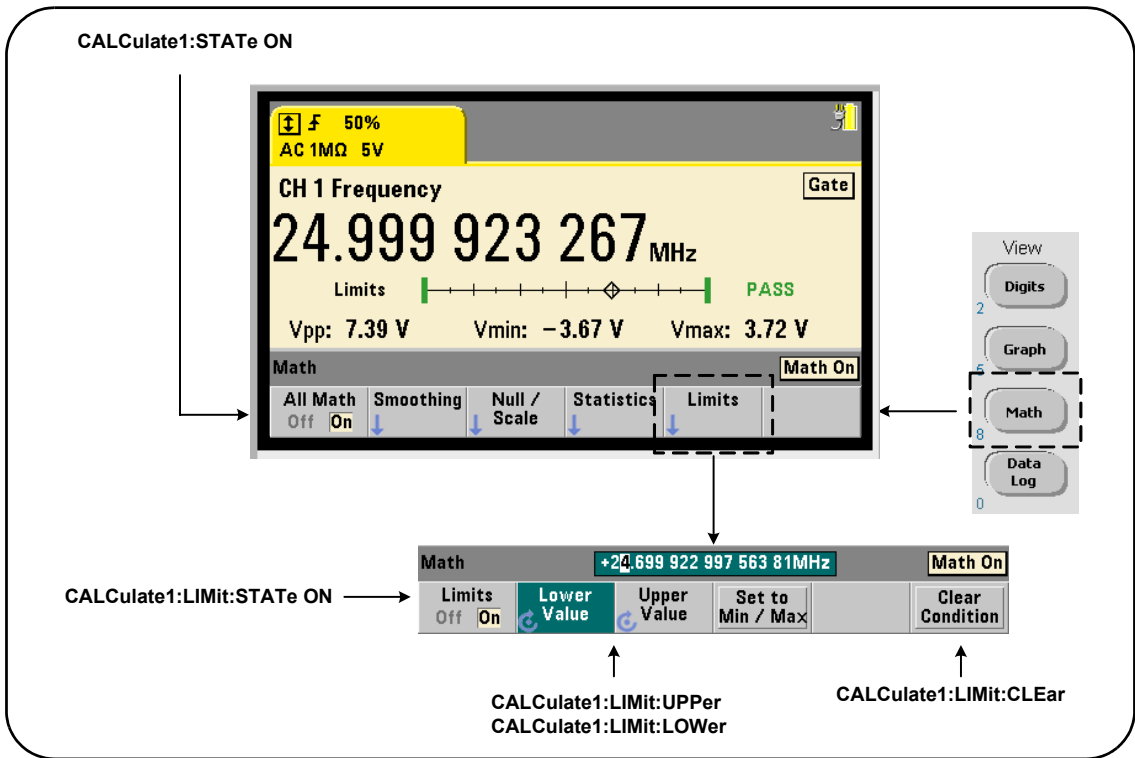 CALCulate1:STATe ON
50%
AC 1MΩ 5V
CH 1 Frequency
Gate
24.999 923 267 MHz
Limits
PASS
Vpp: 7.39 V Vmin: −3.67 V Vmax: 3.72 V
Math
Math On
All Math
Off On
Smoothing
Null /
Scale
Statistics
Limits
View
Digits
2
Graph
5
Math
8
Data
Log
0
Math
+24.699 922 997 563 81MHz
Math On
CALCulate1:LIMit:STATe ON
Limits
Off On
Lower
Value
Upper
Value
Set to
Min / Max
Clear
Condition
CALCulate1:LIMit:UPPer
CALCulate1:LIMit:LOWer
CALCulate1:LIMit:CLEar